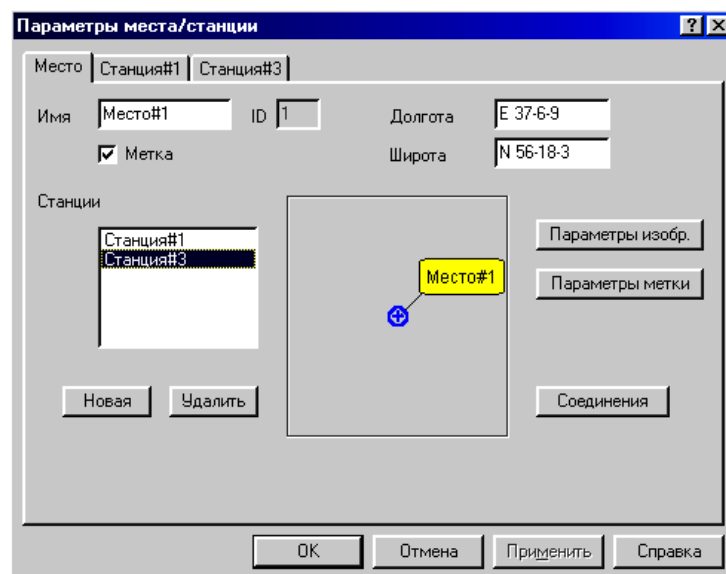 Параметры места/станции
Место Станция#1 Станция#3
Имя Место#1 ID 1 Долгота E 37-6-9
Метка Широта N 56-18-3
Станции
Станция#1
Станция#3
Место#1
Параметры изобр.
Параметры метки
Новая Удалить Соединения
OK Отмена Применить Справка